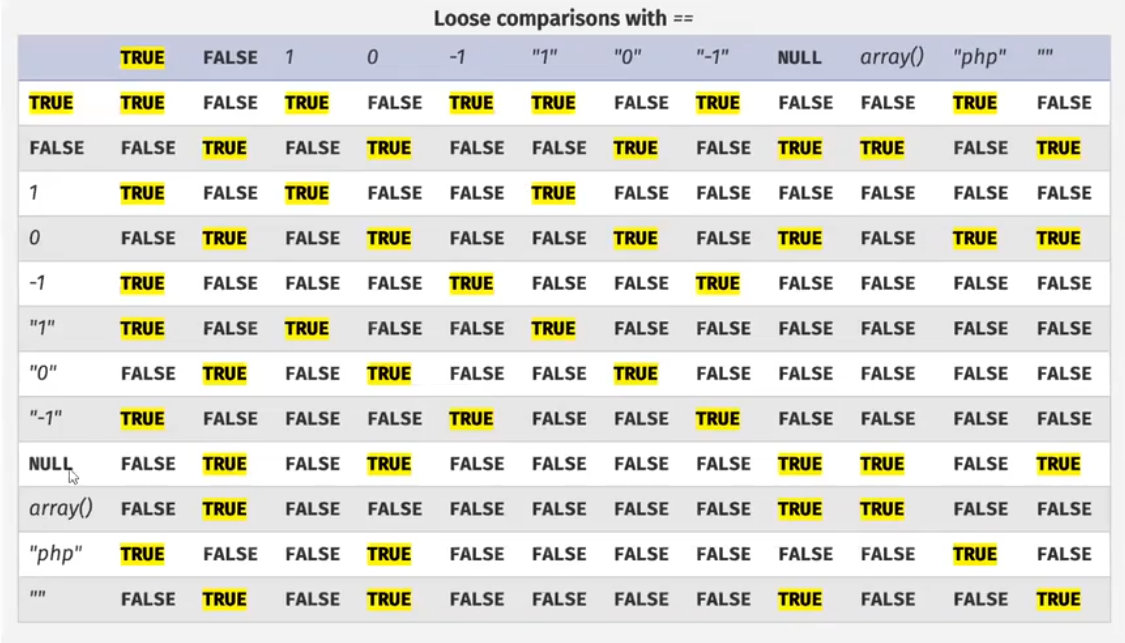 Loose comparisons with ==
TRUE FALSE 1 0 -1 "1" "0" "-1" NULL array() "php" ""
TRUE TRUE FALSE TRUE FALSE TRUE TRUE FALSE TRUE FALSE FALSE TRUE FALSE
FALSE FALSE TRUE FALSE TRUE FALSE FALSE TRUE FALSE TRUE TRUE FALSE TRUE
1 TRUE FALSE TRUE FALSE FALSE TRUE FALSE FALSE FALSE FALSE FALSE FALSE
0 FALSE TRUE FALSE TRUE FALSE FALSE TRUE FALSE TRUE FALSE TRUE TRUE
-1 TRUE FALSE FALSE FALSE TRUE FALSE FALSE TRUE FALSE FALSE FALSE FALSE
"1" TRUE FALSE TRUE FALSE FALSE TRUE FALSE FALSE FALSE FALSE FALSE FALSE
"0" FALSE TRUE FALSE TRUE FALSE FALSE TRUE FALSE FALSE FALSE FALSE FALSE
"-1" TRUE FALSE FALSE FALSE TRUE FALSE FALSE TRUE FALSE FALSE FALSE FALSE
NULL FALSE TRUE FALSE TRUE FALSE FALSE FALSE FALSE TRUE TRUE FALSE TRUE
array() FALSE TRUE FALSE FALSE FALSE FALSE FALSE FALSE TRUE TRUE FALSE FALSE
"php" TRUE FALSE FALSE TRUE FALSE FALSE FALSE FALSE FALSE FALSE TRUE FALSE
"" FALSE TRUE FALSE TRUE FALSE FALSE FALSE FALSE TRUE FALSE FALSE TRUE